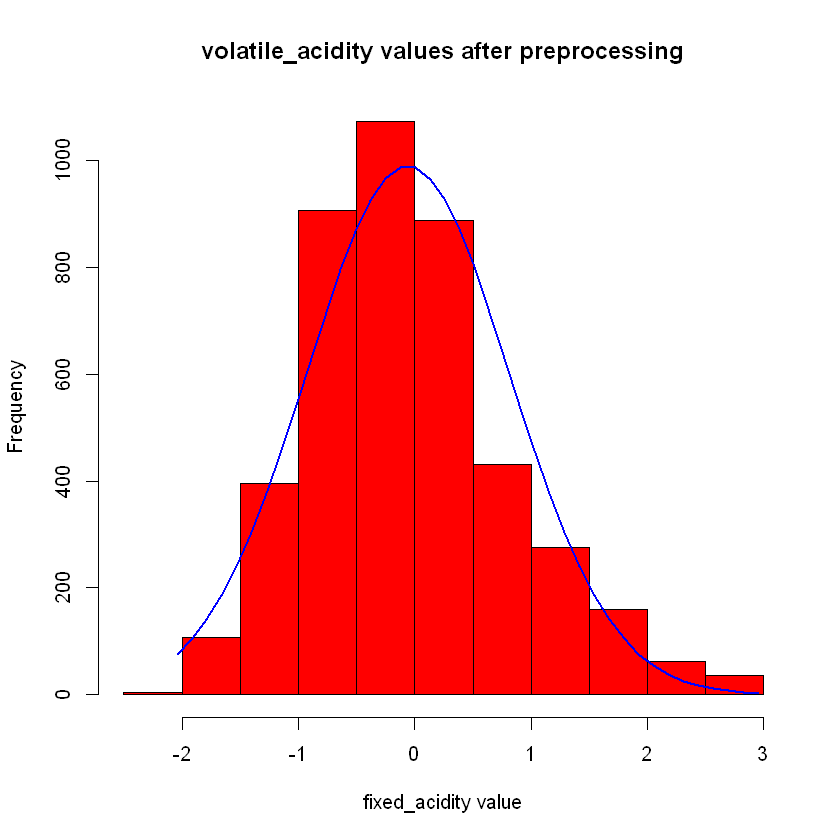 volatile_acidity values after preprocessing
1000
800
600
400
200
0
Frequency
-2 -1 0 1 2 3
fixed_acidity value